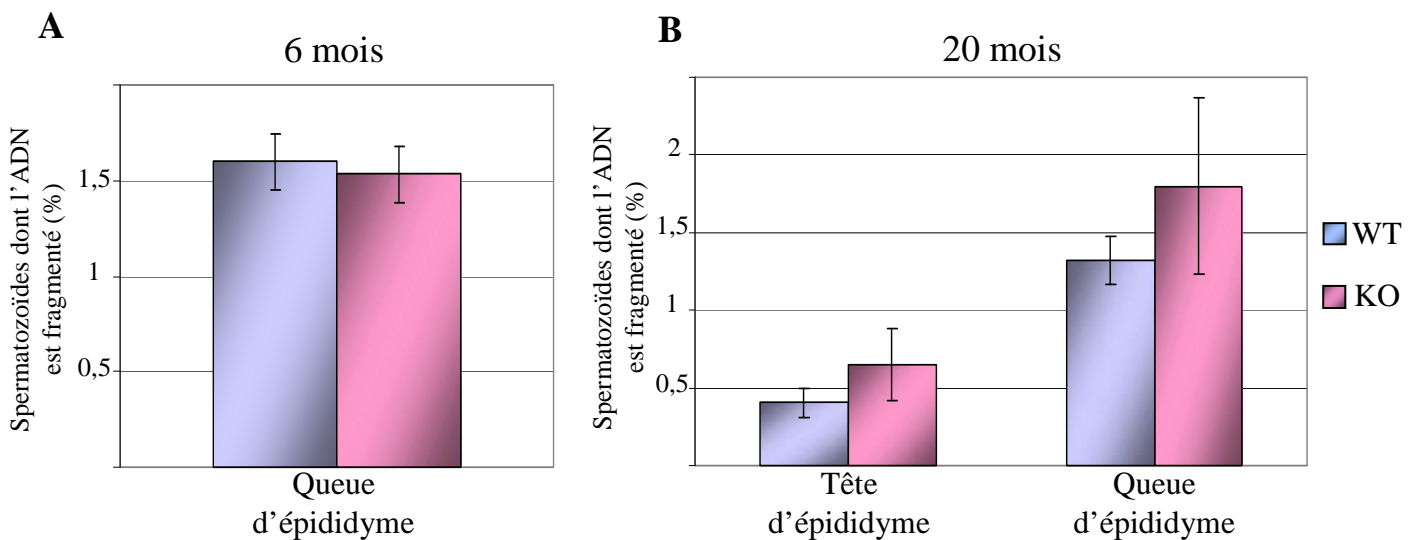 A
6 mois
Spermatozoïdes dont l’ADN
est fragmenté (%)
1,5
1
0,5
Queue
d’épididyme
B
20 mois
Spermatozoïdes dont l’ADN
est fragmenté (%)
2
1,5
1
0,5
Tête
d’épididyme
Queue
d’épididyme
WT
KO